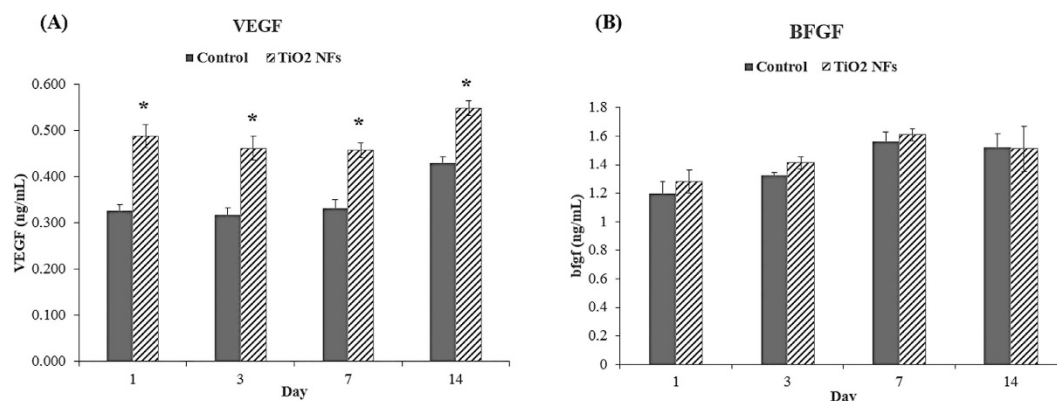 (A)
VEGF
Control TiO2 NFs
0.600
0.500
0.400
0.300
0.200
0.100
0.000
VEGF (ng/mL)
* * * *
1 3 7 14
Day
(B)
BFGF
Control TiO2 NFs
1.8
1.6
1.4
1.2
1
0.8
0.6
0.4
0.2
0
bfgf (ng/mL)
1 3 7 14
Day